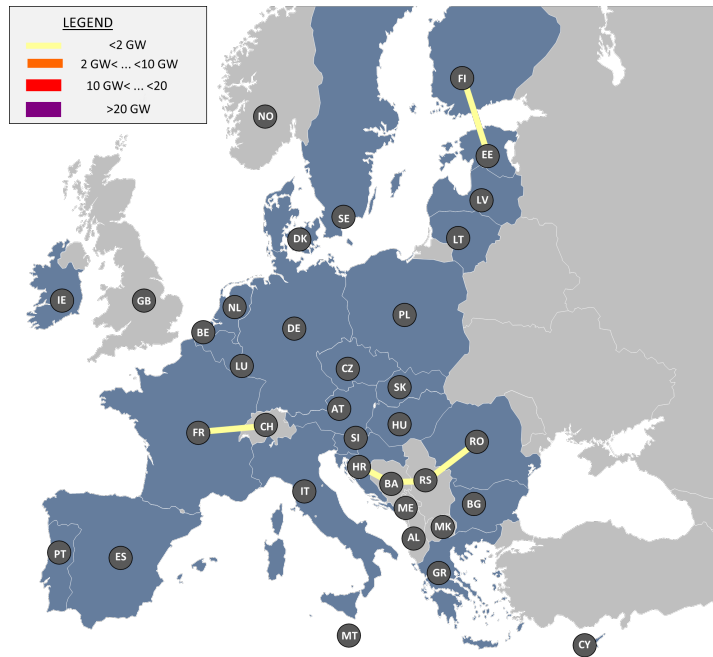 LEGEND
<2 GW
2 GW< ... <10 GW
10 GW< ... <20
>20 GW
FI
NO
EE
LV
SE
DK
LT
IE
GB
NL
PL
DE
BE
LU
CZ
SK
AT
CH
HU
FR
SI
RO
HR
RS
BA
IT
BG
ME
MK
AL
PT
ES
GR
MT
CY